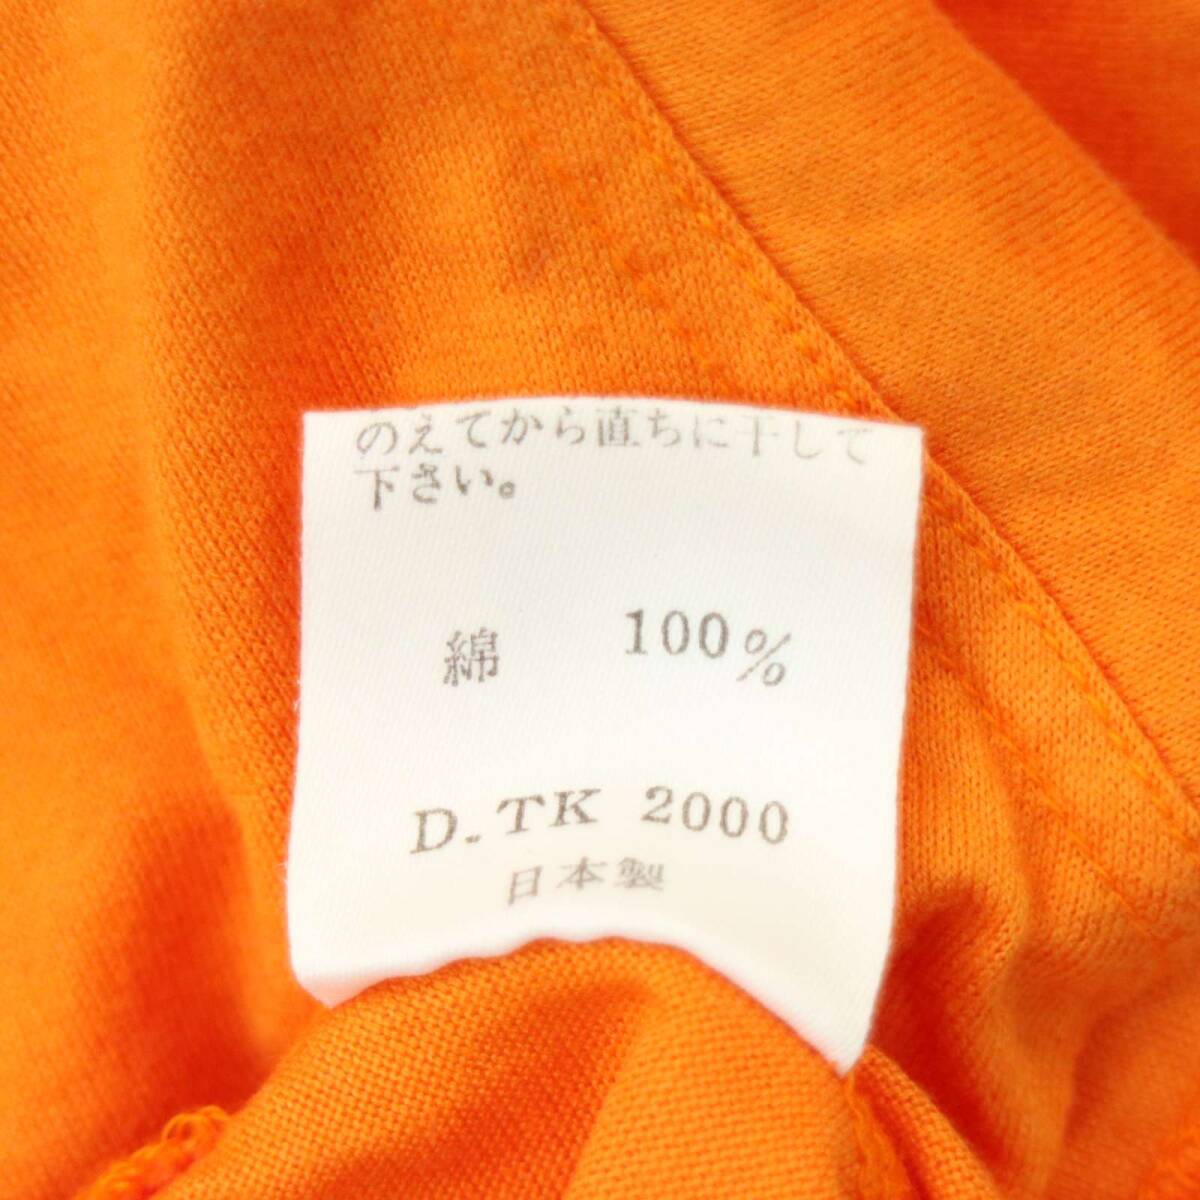 のえてから直ちに干して
下さい。
綿 100%
D.TK 2000
日本製